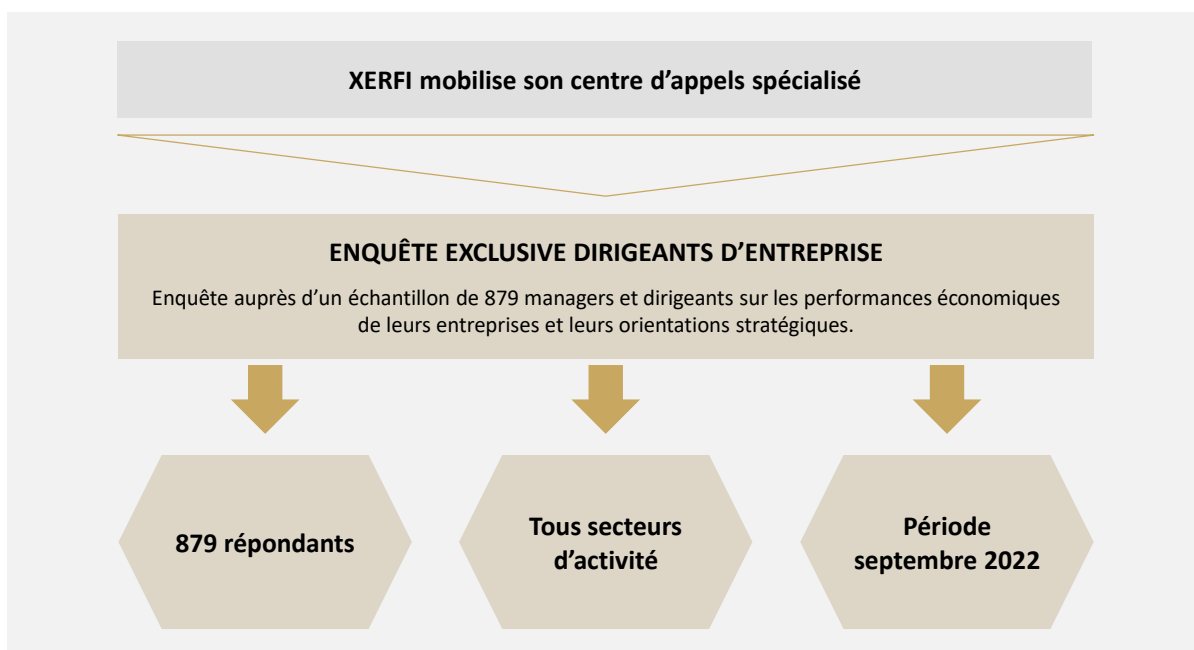 XERFI mobilise son centre d'appels spécialisé
ENQUÊTE EXCLUSIVE DIRIGEANTS D'ENTREPRISE
Enquête auprès d'un échantillon de 879 managers et dirigeants sur les performances économiques
de leurs entreprises et leurs orientations stratégiques.
879 répondants
Tous secteurs
d'activité
Période
septembre 2022